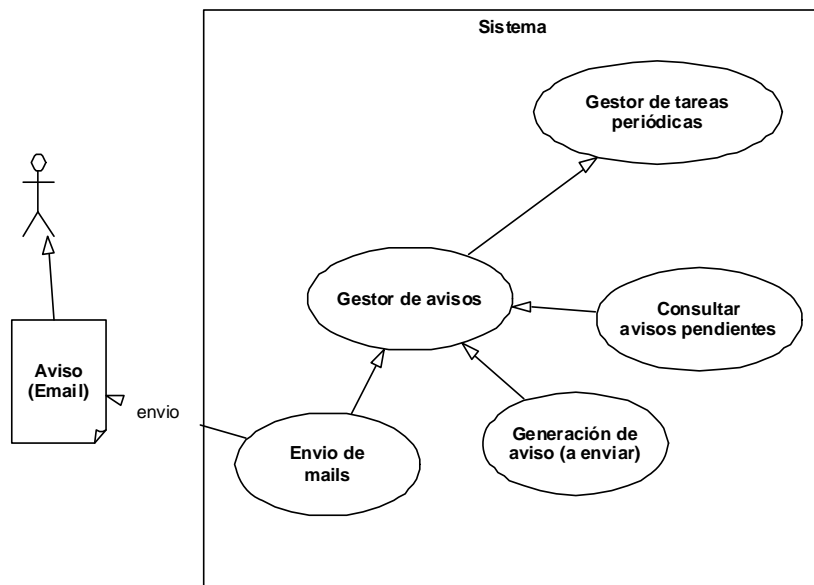 Sistema
Gestor de tareas
periódicas
Gestor de avisos
Consultar
avisos pendientes
Aviso
(Email)
envio
Envio de
mails
Generación de
aviso (a enviar)